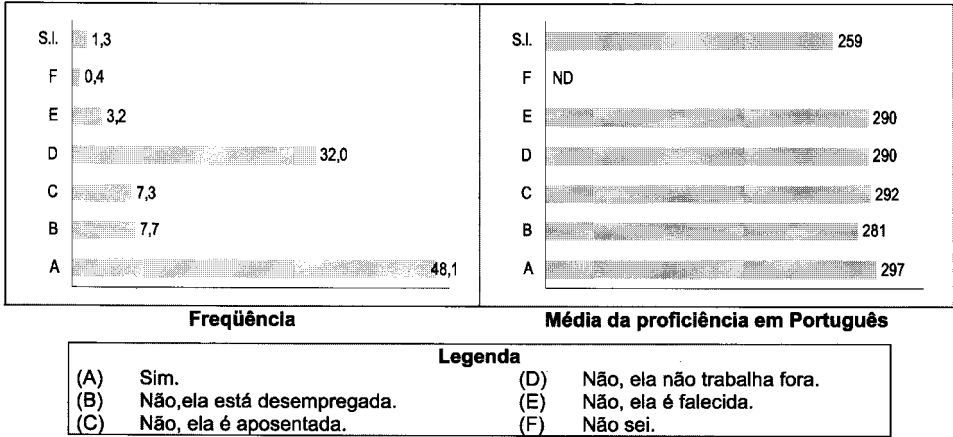 S.I. 1,3
F 0,4
E 3,2
D 32,0
C 7,3
B 7,7
A 48,1
Freqüência
S.I. 259
F ND
E 290
D 290
C 292
B 281
A 297
Média da proficiência em Português
Legenda
(A) Sim.
(B) Não,ela está desempregada.
(C) Não, ela é aposentada.
(D) Não, ela não trabalha fora.
(E) Não, ela é falecida.
(F) Não sei.